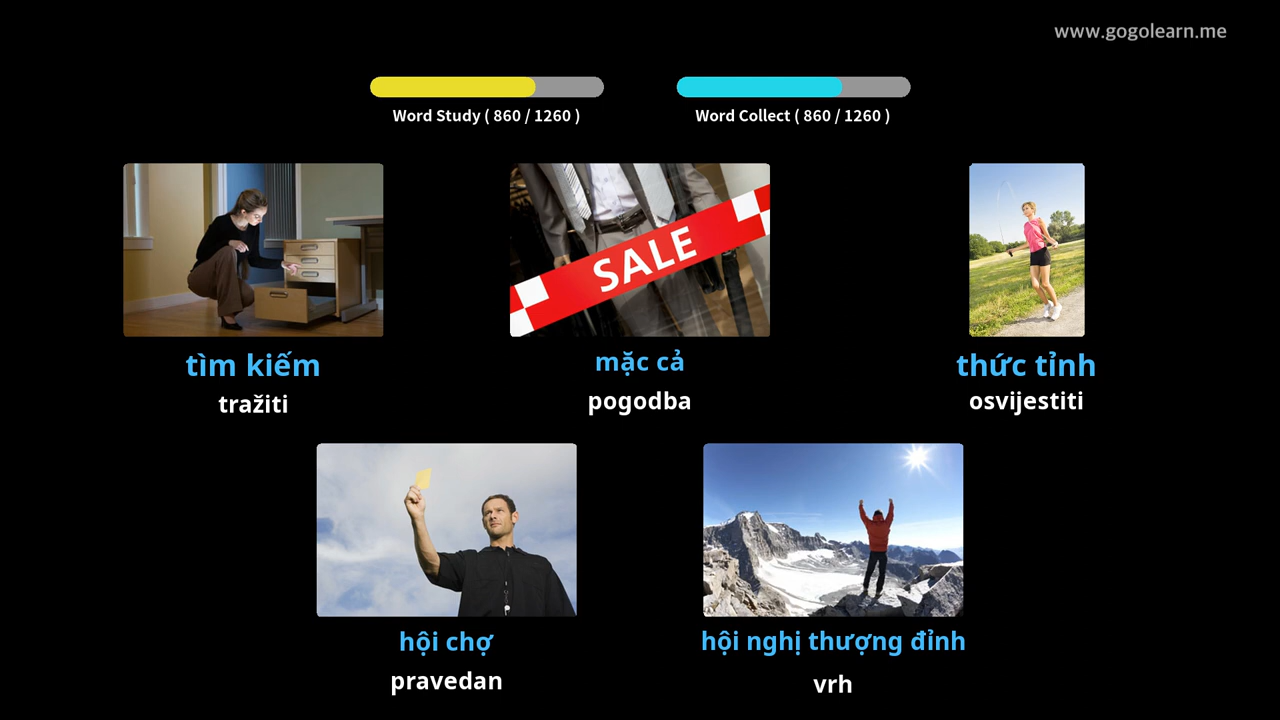 www.gogolearn.me
Word Study ( 860 / 1260 )
Word Collect ( 860 / 1260 )
SALE
tìm kiếm
tražiti
mặc cả
pogodba
thức tỉnh
osvijestiti
hội chợ
pravedan
hội nghị thượng đỉnh
vrh